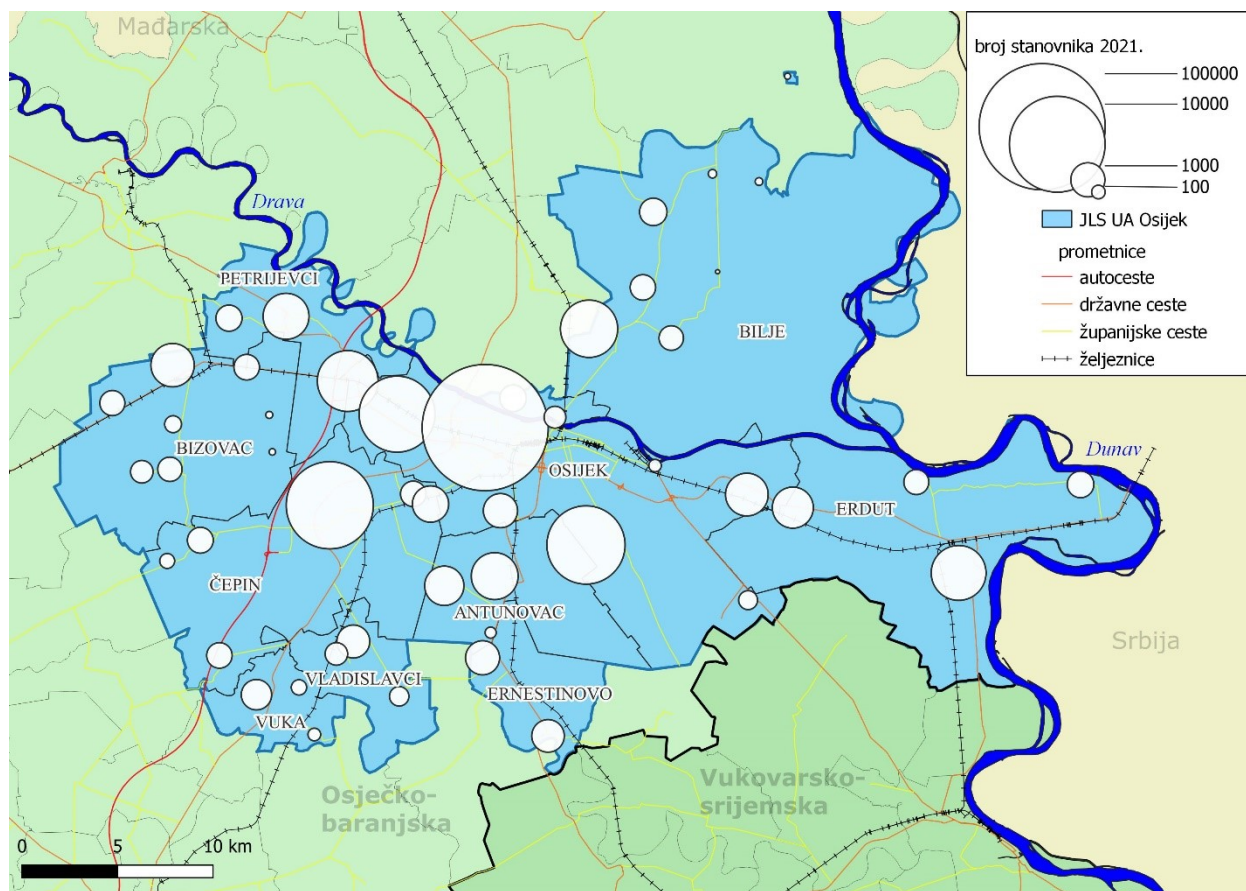 Mađarska
broj stanovnika 2021.
100000
10000
1000
100
JLS UA Osijek
prometnice
autoceste
državne ceste
županijske ceste
željeznice
Drava
PETRIJEVCI
BILJE
BIZOVAC
OSIJEK
Dunav
ERDUT
ČEPIN
ANTUNOVAC
Srbija
VLADISLAVCI
ERNESTINOVO
VUKA
Osječko-
baranjska
Vukovarsko-
srijemska
0 5 10 km